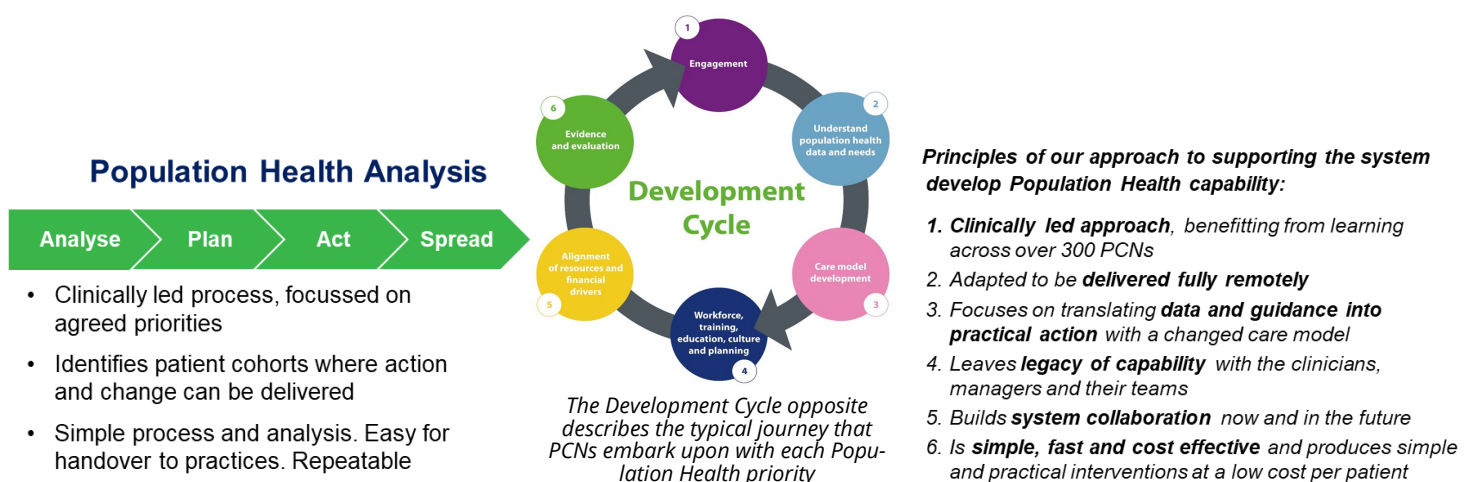 Population Health Analysis
Analyse
Plan
Act
Spread
• Clinically led process, focussed on
agreed priorities
• Identifies patient cohorts where action
and change can be delivered
• Simple process and analysis. Easy for
handover to practices. Repeatable
Development
Cycle
1
Engagement
2
Understand
population health
data and needs
Care model
development
3
Workforce,
training,
education, culture
and planning
4
Alignment
of resources and
financial
drivers
5
6
Evidence
and evaluation
The Development Cycle opposite
describes the typical journey that
PCNs embark upon with each Popu-
lation Health priority
Principles of our approach to supporting the system
develop Population Health capability:
1. Clinically led approach, benefitting from learning
across over 300 PCNs
2. Adapted to be delivered fully remotely
3. Focuses on translating data and guidance into
practical action with a changed care model
4. Leaves legacy of capability with the clinicians,
managers and their teams
5. Builds system collaboration now and in the future
6. Is simple, fast and cost effective and produces simple
and practical interventions at a low cost per patient